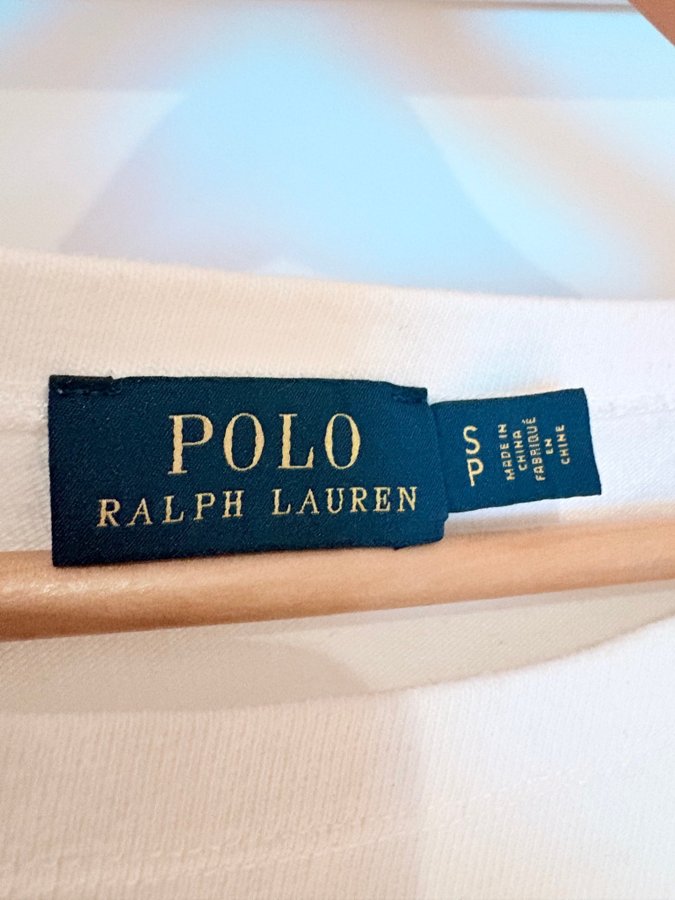 POLO
RALPH LAUREN
S
P
MADE IN
CHINA
FABRIQUÉ
EN
CHINE